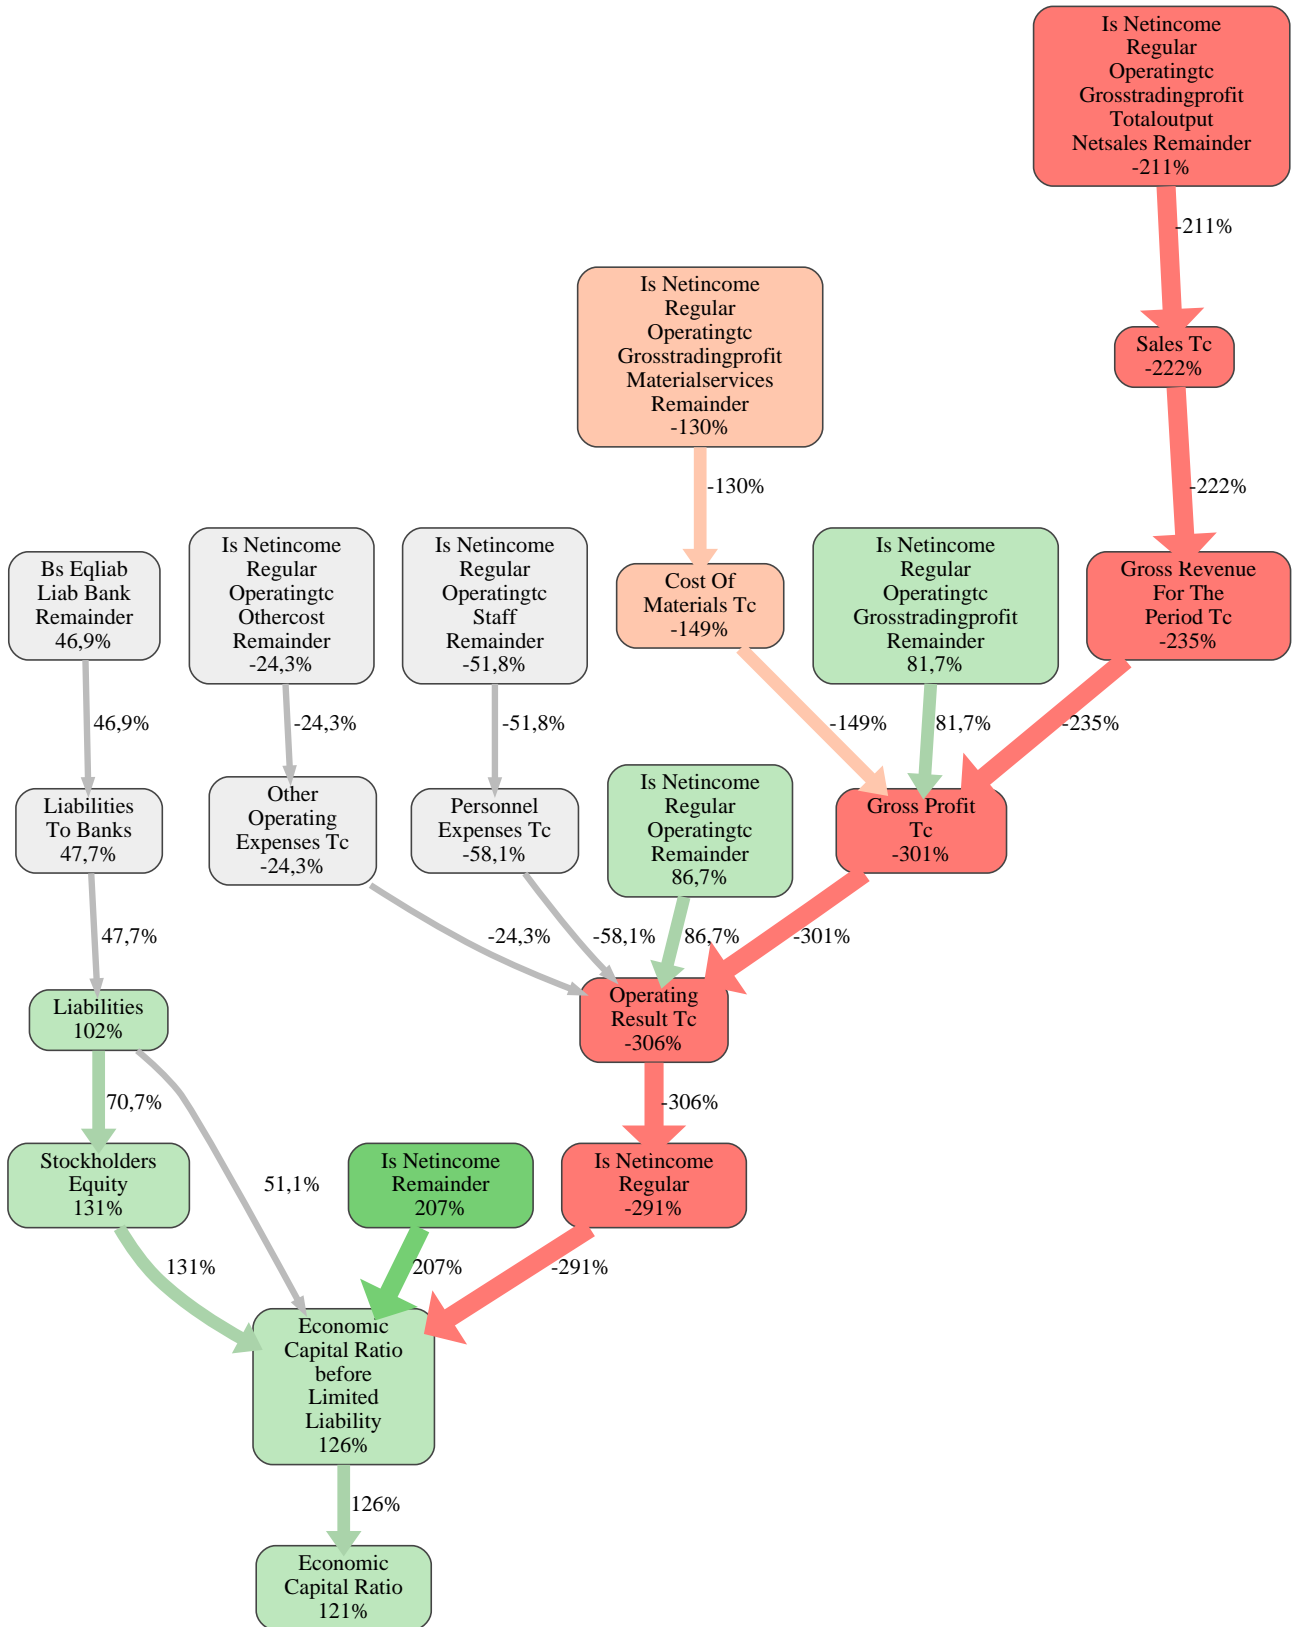 Is Netincome
Regular
Operatingtc
Grosstradingprofit
Totaloutput
Netsales Remainder
-211%
-211%
Is Netincome
Regular
Operatingtc
Grosstradingprofit
Materialservices
Remainder
-130%
Sales Tc
-222%
-130%
-222%
Bs Eqliab
Liab Bank
Remainder
46,9%
Is Netincome
Regular
Operatingtc
Othercost
Remainder
-24,3%
Is Netincome
Regular
Operatingtc
Staff
Remainder
-51,8%
Cost Of
Materials Tc
-149%
Is Netincome
Regular
Operatingtc
Grosstradingprofit
Remainder
81,7%
Gross Revenue
For The
Period Tc
-235%
46,9%
-24,3%
-51,8%
-149%
81,7%
-235%
Liabilities
To Banks
47,7%
Other
Operating
Expenses Tc
-24,3%
Personnel
Expenses Tc
-58,1%
Is Netincome
Regular
Operatingtc
Remainder
86,7%
Gross Profit
Tc
-301%
47,7%
-24,3%
-58,1%
86,7%
-301%
Liabilities
102%
Operating
Result Tc
-306%
70,7%
-306%
Stockholders
Equity
131%
51,1%
Is Netincome
Remainder
207%
Is Netincome
Regular
-291%
131%
207%
-291%
Economic
Capital Ratio
before
Limited
Liability
126%
126%
Economic
Capital Ratio
121%